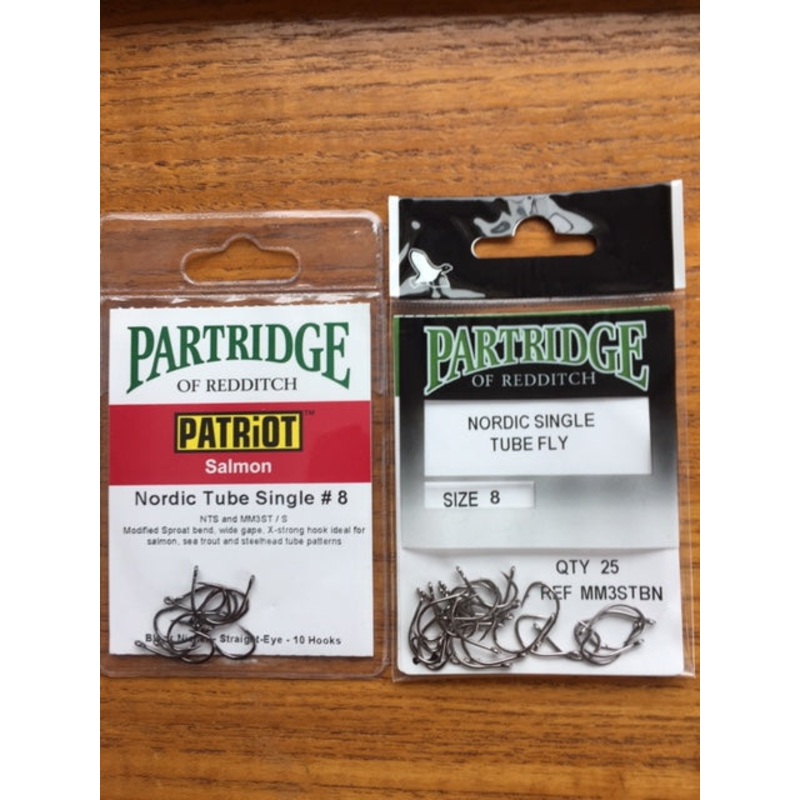 PARTRIDGE
OF REDDITCH
PATRiOT™
Salmon
Nordic Tube Single # 8
NTS and MM3ST / S
Modified Sproat bend, wide gape, X-strong hook ideal for
salmon, sea trout and steelhead tube patterns
Straight-Eye - 10 Hooks
PARTRIDGE
OF REDDITCH
NORDIC SINGLE
TUBE FLY
SIZE 8
QTY 25
REF MM3STBN